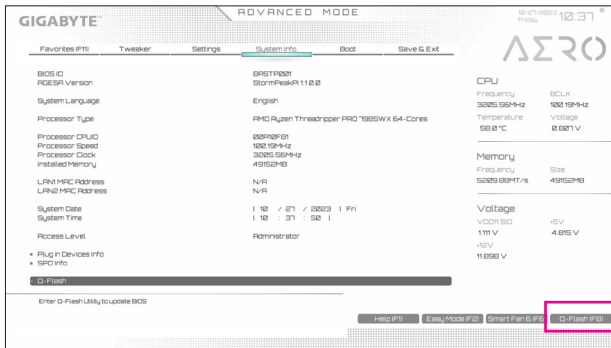 GIGABYTE™
ADVANCED MODE
10/27/2023 Friday 10:37
Favorites (F11) Tweaker Settings System Info. Boot Save & Exit
AERO
BIOS ID BRSTP001
AGESA Version StormPeakPI 1.1.0.0
System Language English
Processor Type AMD Ryzen Threadripper PRO 7985WX 64-Cores
Processor CPUID 00A10F81
Processor Speed 100.19MHz
Processor Clock 3205.56MHz
Installed Memory 49152MB
LAN1 MAC Address N/A
LAN2 MAC Address N/A
System Date [ 10 / 27 / 2023 ] Fri
System Time [ 10 : 37 : 50 ]
Access Level Administrator
Plug in Devices Info
SPD Info
Q-Flash
Enter Q-Flash Utility to update BIOS
CPU
Frequency BCLK
3205.56MHz 100.19MHz
Temperature Voltage
58.0 °C 0.807 V
Memory
Frequency Size
5209.88MT/s 49152MB
Voltage
VDD11 SIO +5V
1.111 V 4.815 V
+12V
11.898 V
Help (F1) Easy Mode (F2) Smart Fan 6 (F6) Q-Flash (F8)